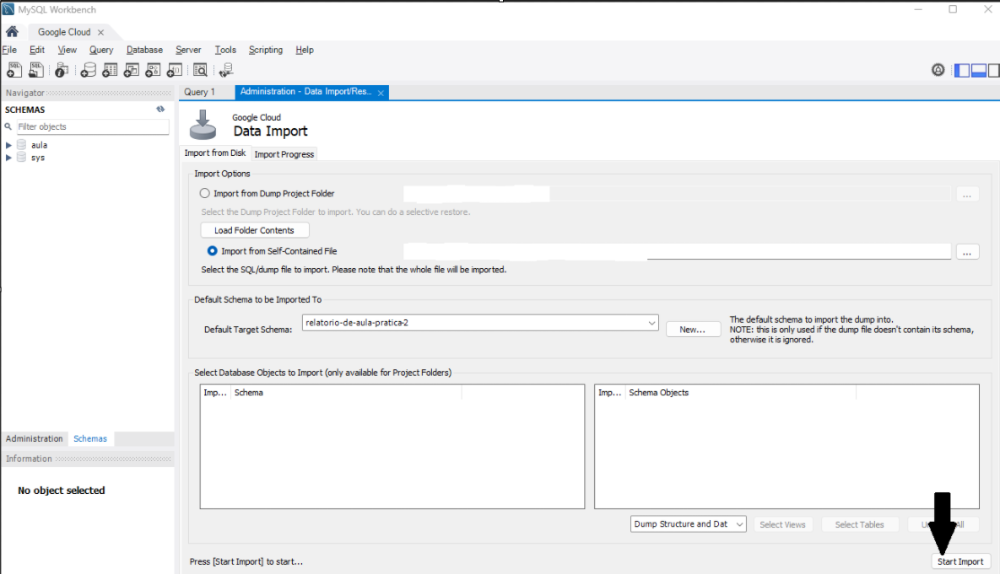 MySQL Workbench
Google Cloud
File Edit View Query Database Server Tools Scripting Help
Navigator
SCHEMAS
Filter objects
aula
sys
Administration Schemas
Information
No object selected
Query 1 Administration - Data Import/Res...
Google Cloud
Data Import
Import from Disk Import Progress
Import Options
Import from Dump Project Folder ...
Select the Dump Project Folder to import. You can do a selective restore.
Load Folder Contents
Import from Self-Contained File ...
Select the SQL/dump file to import. Please note that the whole file will be imported.
Default Schema to be Imported To
Default Target Schema: relatorio-de-aula-pratica-2 New...
The default schema to import the dump into.
NOTE: this is only used if the dump file doesn't contain its schema,
otherwise it is ignored.
Select Database Objects to Import (only available for Project Folders)
Imp... Schema Imp... Schema Objects
Dump Structure and Dat Select Views Select Tables
Press [Start Import] to start... Start Import